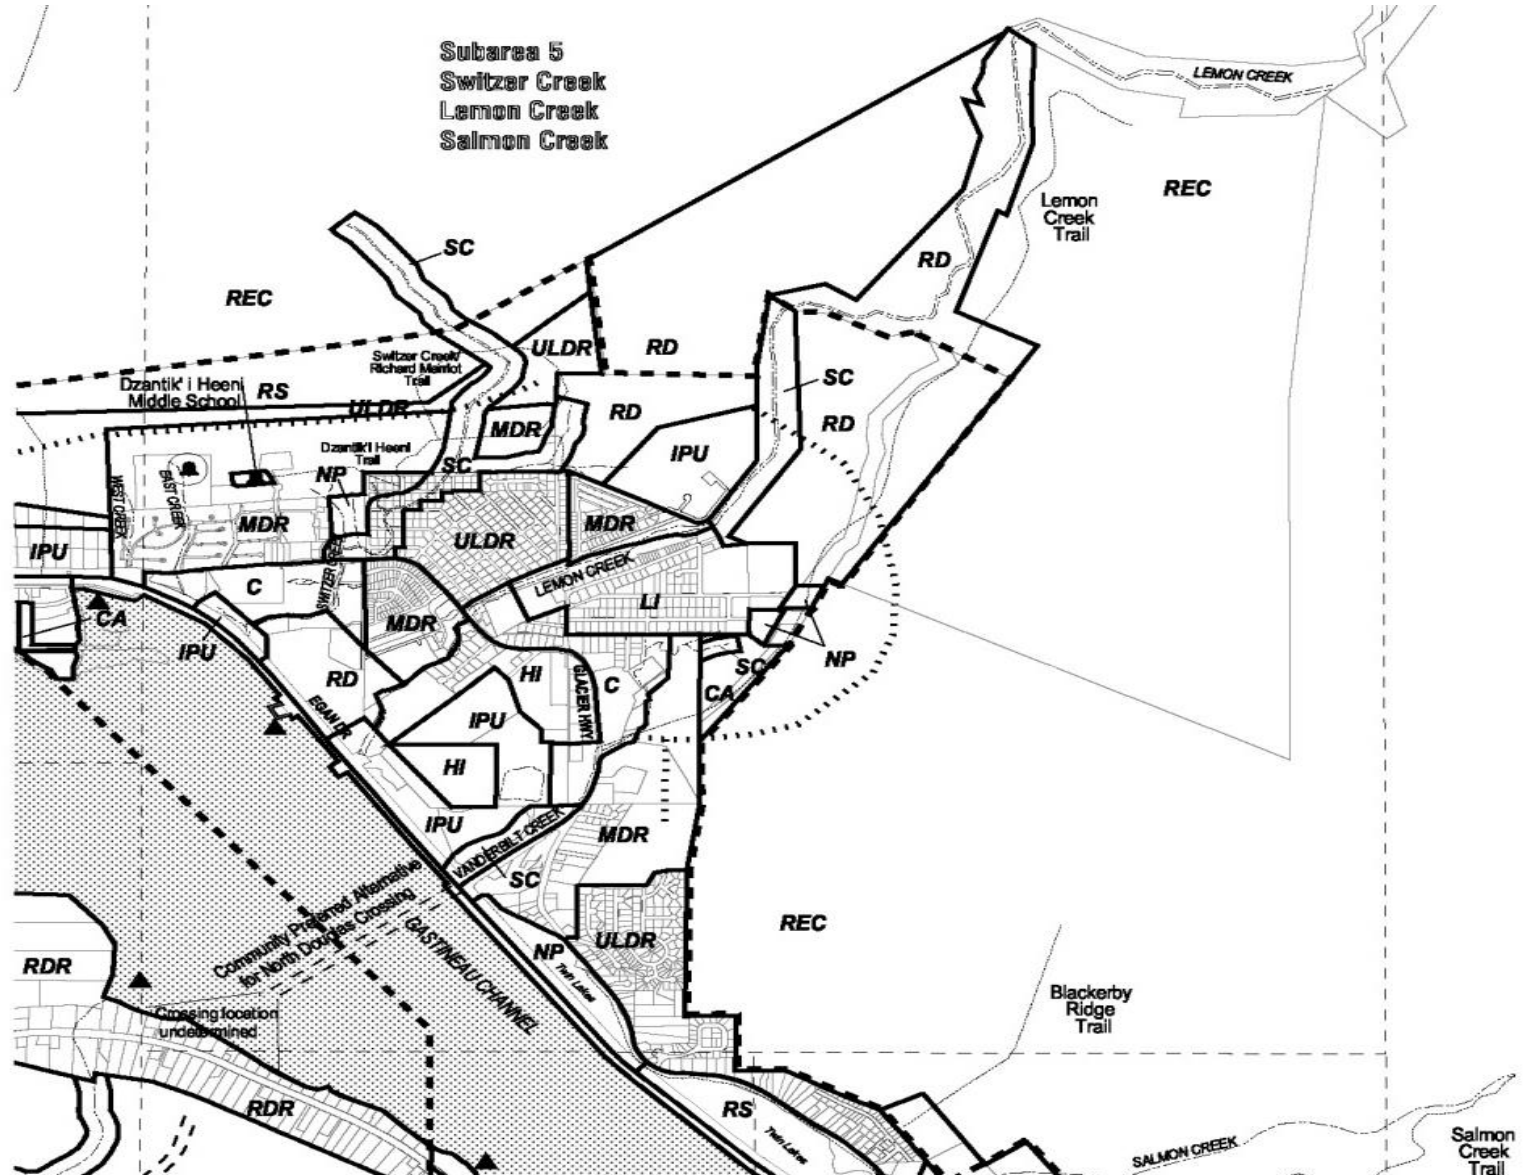 Subarea 5
Switzer Creek
Lemon Creek
Salmon Creek
LEMON CREEK
REC
Lemon
Creek
Trail
SC
RD
REC
ULDR
RD
Switzer Creek/
Richard Marriot
Trail
SC
Dzantik' i Heeni
Middle School
RS
ULDR
RD
RD
MDR
Dzantik'i Heeni
Trail
IPU
SC
NP
WEST CREEK
EAST CREEK
MDR
MDR
ULDR
IPU
SWITZER CREEK
LEMON CREEK
C
LI
CA
MDR
IPU
NP
SC
RD
HI
C
CA
GLACIER HWY
EGAN DR
IPU
HI
IPU
MDR
VANDERBILT CREEK
SC
Community Preferred Alternative
for North Douglas Crossing
GASTINEAU CHANNEL
REC
ULDR
NP
Twin Lakes
RDR
Blackerby
Ridge
Trail
Crossing location
undetermined
RDR
RS
Twin Lakes
SALMON CREEK
Salmon
Creek
Trail